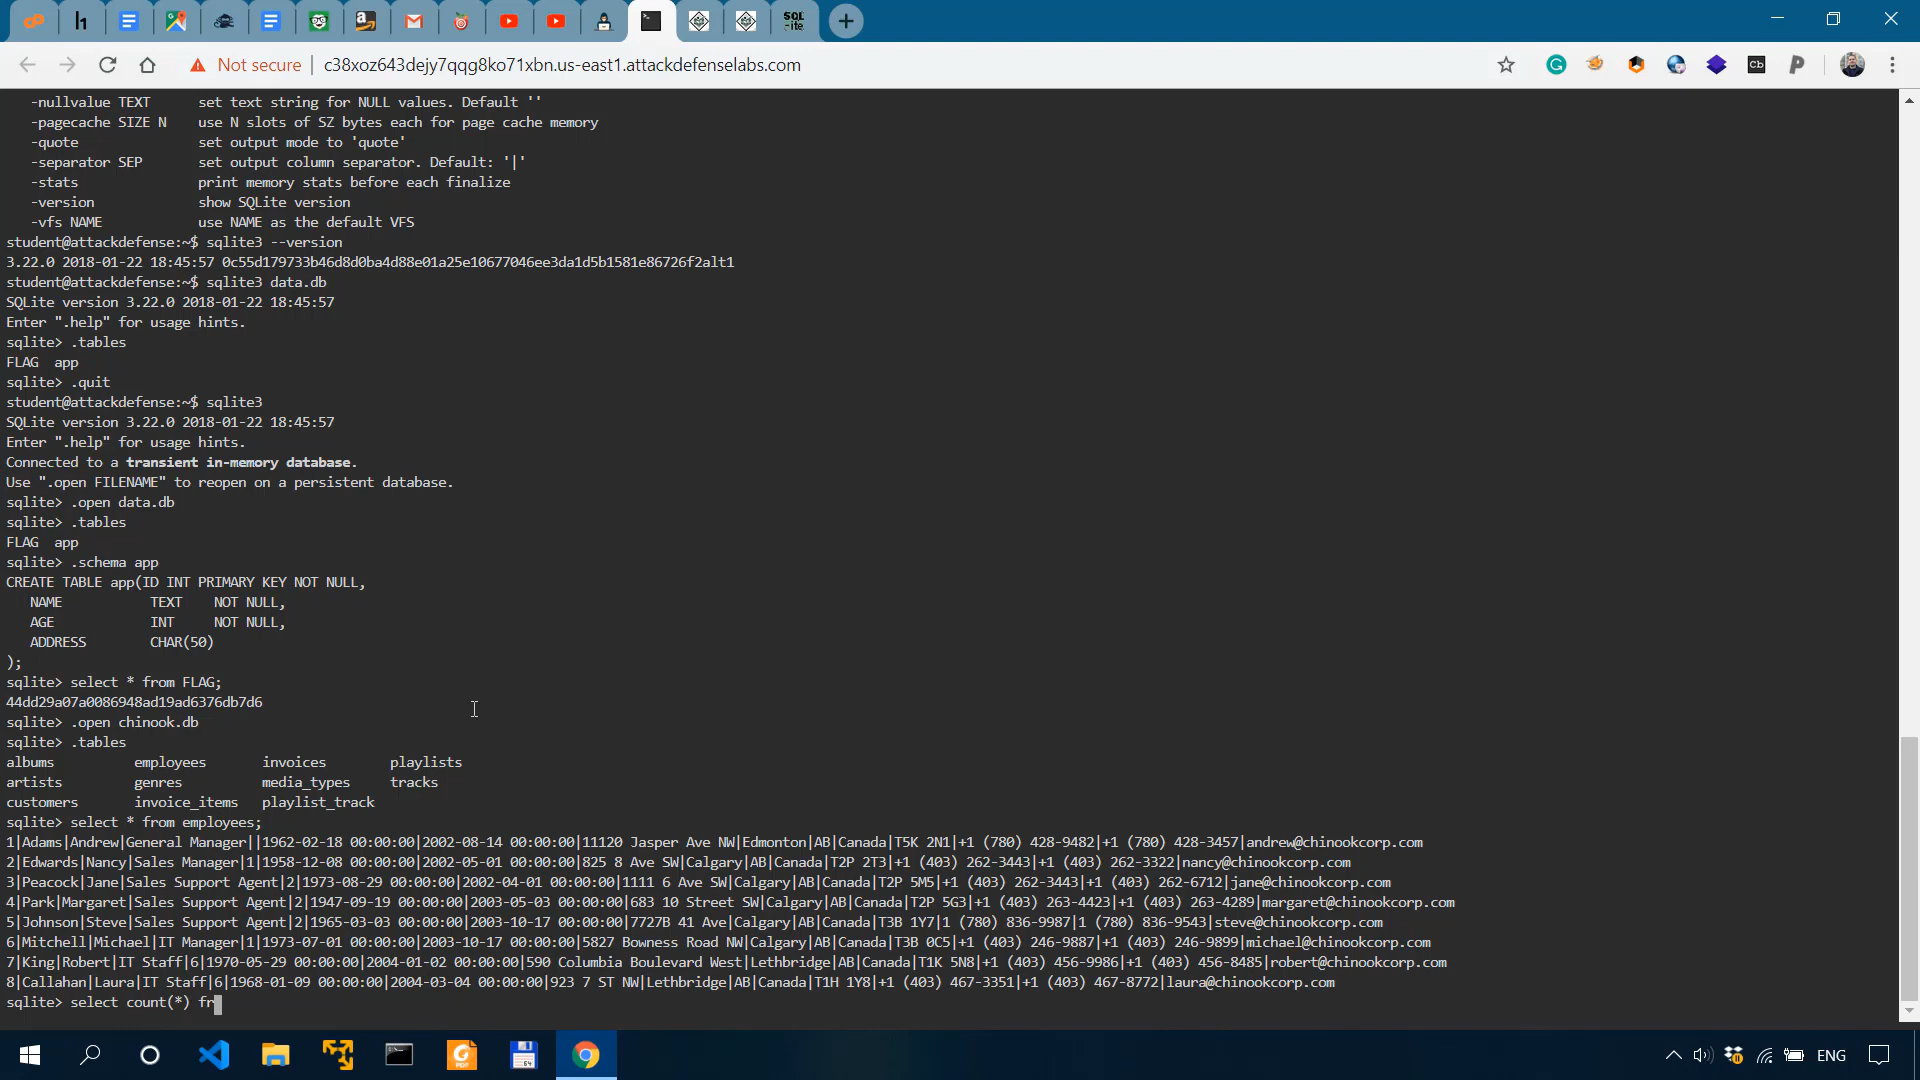 h
SQL
-ite
Not secure
c38xoz643dejy7qqg8ko71xbn.us-east1.attackdefenselabs.com
Cb
-nullvalue TEXT      set text string for NULL values. Default ''
-pagecache SIZE N    use N slots of SZ bytes each for page cache memory
-quote               set output mode to 'quote'
-separator SEP       set output column separator. Default: '|'
-stats               print memory stats before each finalize
-version             show SQLite version
-vfs NAME            use NAME as the default VFS
student@attackdefense:~$ sqlite3 --version
3.22.0 2018-01-22 18:45:57 0c55d179733b46d8d0ba4d88e01a25e10677046ee3da1d5b1581e86726f2alt1
student@attackdefense:~$ sqlite3 data.db
SQLite version 3.22.0 2018-01-22 18:45:57
Enter ".help" for usage hints.
sqlite> .tables
FLAG  app
sqlite> .quit
student@attackdefense:~$ sqlite3
SQLite version 3.22.0 2018-01-22 18:45:57
Enter ".help" for usage hints.
Connected to a transient in-memory database.
Use ".open FILENAME" to reopen on a persistent database.
sqlite> .open data.db
sqlite> .tables
FLAG  app
sqlite> .schema app
CREATE TABLE app(ID INT PRIMARY KEY NOT NULL,
   NAME           TEXT    NOT NULL,
   AGE            INT     NOT NULL,
   ADDRESS        CHAR(50)
);
sqlite> select * from FLAG;
44dd29a07a0086948ad19ad6376db7d6
sqlite> .open chinook.db
sqlite> .tables
albums          employees       invoices        playlists
artists         genres          media_types     tracks
customers       invoice_items   playlist_track
sqlite> select * from employees;
1|Adams|Andrew|General Manager||1962-02-18 00:00:00|2002-08-14 00:00:00|11120 Jasper Ave NW|Edmonton|AB|Canada|T5K 2N1|+1 (780) 428-9482|+1 (780) 428-3457|andrew@chinookcorp.com
2|Edwards|Nancy|Sales Manager|1|1958-12-08 00:00:00|2002-05-01 00:00:00|825 8 Ave SW|Calgary|AB|Canada|T2P 2T3|+1 (403) 262-3443|+1 (403) 262-3322|nancy@chinookcorp.com
3|Peacock|Jane|Sales Support Agent|2|1973-08-29 00:00:00|2002-04-01 00:00:00|1111 6 Ave SW|Calgary|AB|Canada|T2P 5M5|+1 (403) 262-3443|+1 (403) 262-6712|jane@chinookcorp.com
4|Park|Margaret|Sales Support Agent|2|1947-09-19 00:00:00|2003-05-03 00:00:00|683 10 Street SW|Calgary|AB|Canada|T2P 5G3|+1 (403) 263-4423|+1 (403) 263-4289|margaret@chinookcorp.com
5|Johnson|Steve|Sales Support Agent|2|1965-03-03 00:00:00|2003-10-17 00:00:00|7727B 41 Ave|Calgary|AB|Canada|T3B 1Y7|1 (780) 836-9987|1 (780) 836-9543|steve@chinookcorp.com
6|Mitchell|Michael|IT Manager|1|1973-07-01 00:00:00|2003-10-17 00:00:00|5827 Bowness Road NW|Calgary|AB|Canada|T3B 0C5|+1 (403) 246-9887|+1 (403) 246-9899|michael@chinookcorp.com
7|King|Robert|IT Staff|6|1970-05-29 00:00:00|2004-01-02 00:00:00|590 Columbia Boulevard West|Lethbridge|AB|Canada|T1K 5N8|+1 (403) 456-9986|+1 (403) 456-8485|robert@chinookcorp.com
8|Callahan|Laura|IT Staff|6|1968-01-09 00:00:00|2004-03-04 00:00:00|923 7 ST NW|Lethbridge|AB|Canada|T1H 1Y8|+1 (403) 467-3351|+1 (403) 467-8772|laura@chinookcorp.com
sqlite> select count(*) fr
PDF
64
ENG